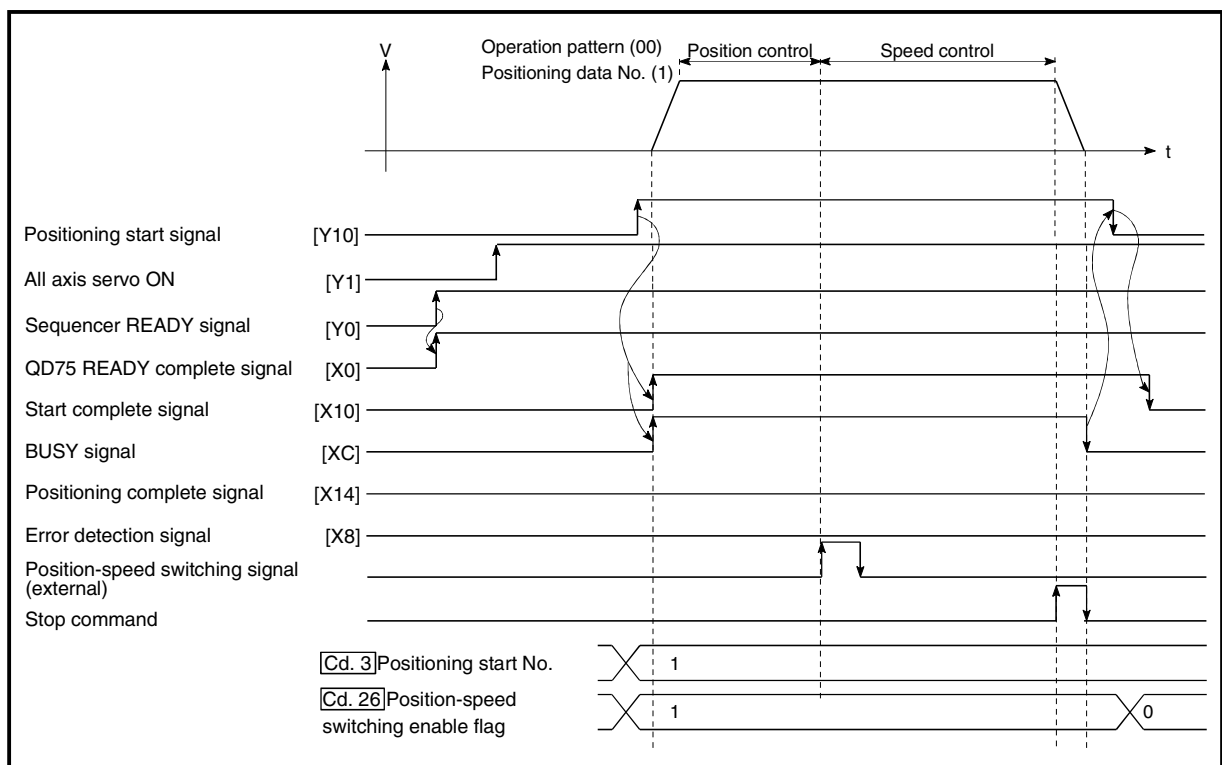 V
Operation pattern (00)
Position control
Speed control
Positioning data No. (1)
t
Positioning start signal [Y10]
All axis servo ON [Y1]
Sequencer READY signal [Y0]
QD75 READY complete signal [X0]
Start complete signal [X10]
BUSY signal [XC]
Positioning complete signal [X14]
Error detection signal [X8]
Position-speed switching signal
(external)
Stop command
Cd. 3 Positioning start No. 1
Cd. 26 Position-speed
switching enable flag 1 0